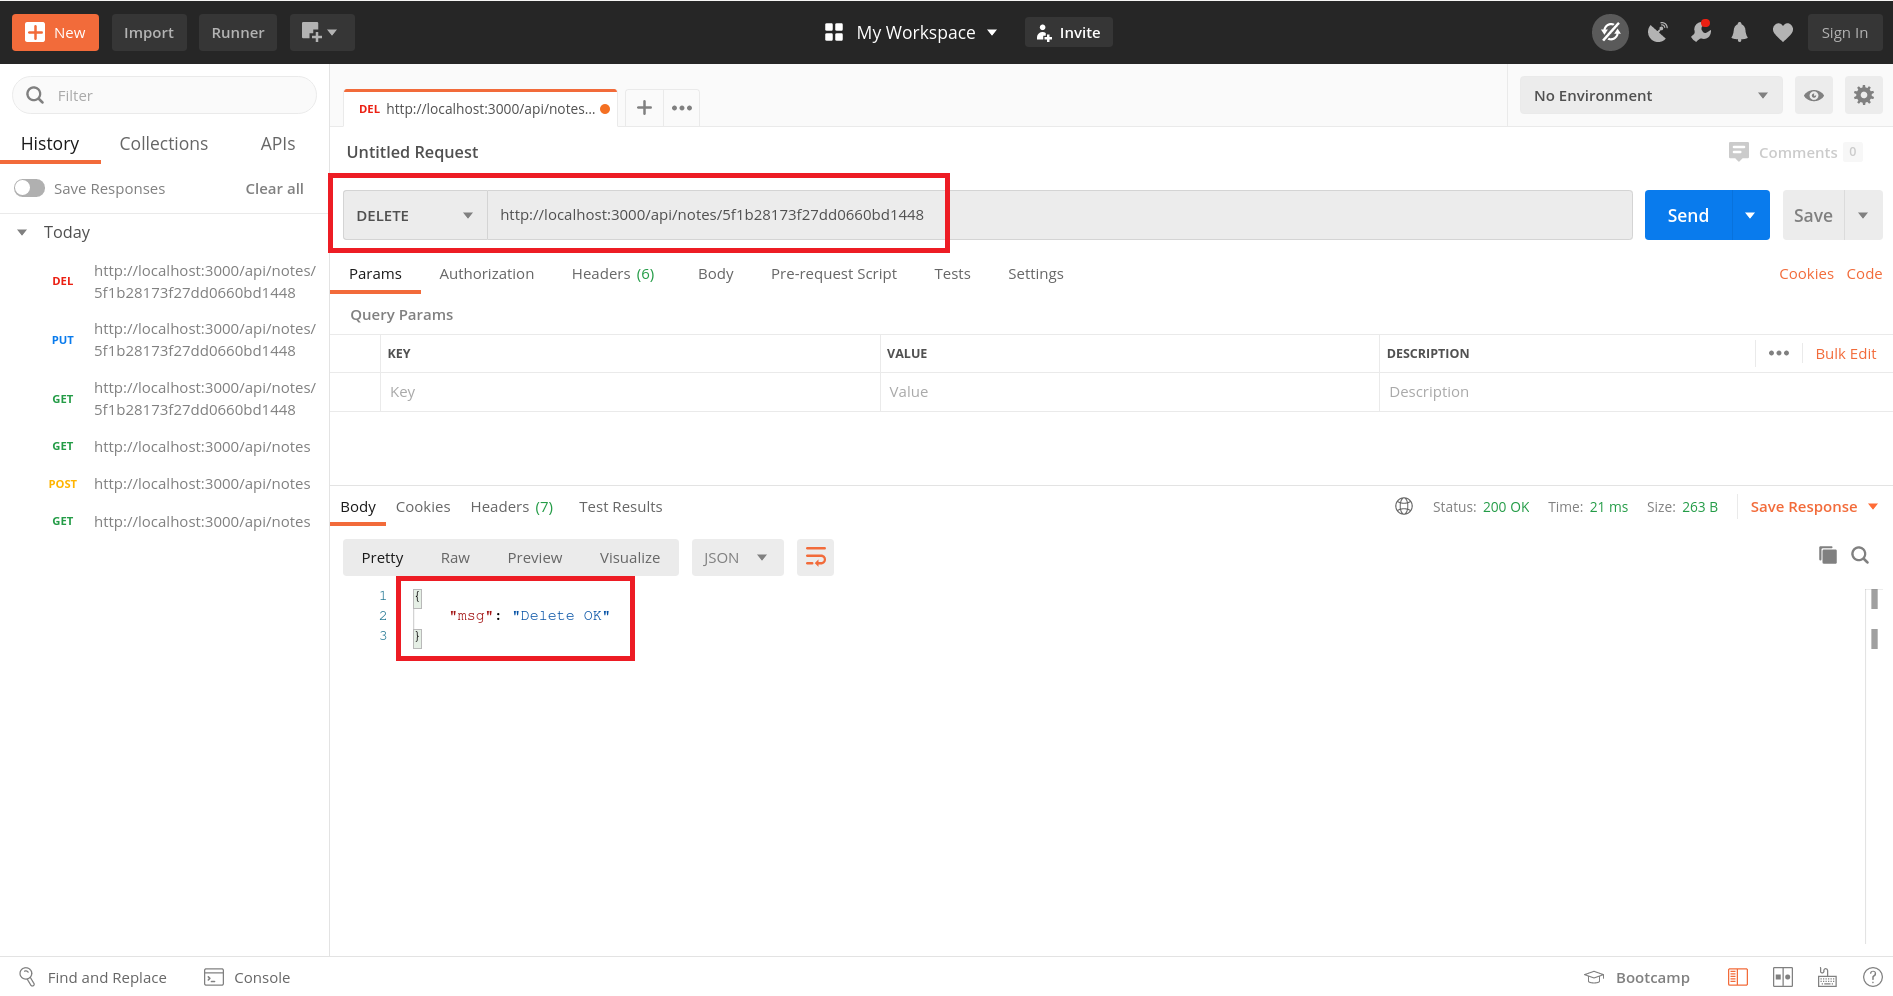 New Import Runner My Workspace Invite Sign In
Filter
History Collections APIs
Save Responses Clear all
Today
DEL http://localhost:3000/api/notes/
5f1b28173f27dd0660bd1448
PUT http://localhost:3000/api/notes/
5f1b28173f27dd0660bd1448
GET http://localhost:3000/api/notes/
5f1b28173f27dd0660bd1448
GET http://localhost:3000/api/notes
POST http://localhost:3000/api/notes
GET http://localhost:3000/api/notes
DEL http://localhost:3000/api/notes...
No Environment
Untitled Request
Comments 0
DELETE http://localhost:3000/api/notes/5f1b28173f27dd0660bd1448 Send Save
Params Authorization Headers (6) Body Pre-request Script Tests Settings Cookies Code
Query Params
KEY VALUE DESCRIPTION Bulk Edit
Key Value Description
Body Cookies Headers (7) Test Results Status: 200 OK Time: 21 ms Size: 263 B Save Response
Pretty Raw Preview Visualize JSON
1 {
2 "msg": "Delete OK"
3 }
Find and Replace Console Bootcamp